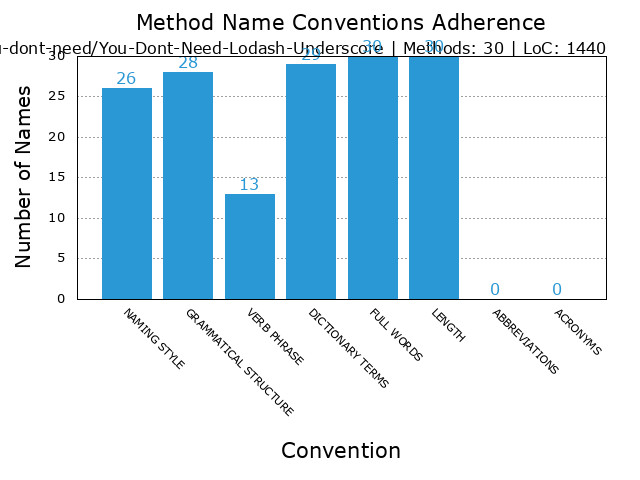 Method Name Conventions Adherence
-dont-need/You-Dont-Need-Lodash-Underscore | Methods: 30 | LoC: 1440
30
25
20
15
10
5
0
Number of Names
26
28
13
29
30
30
0
0
NAMING STYLE
GRAMMATICAL STRUCTURE
VERB PHRASE
DICTIONARY TERMS
FULL WORDS
LENGTH
ABBREVIATIONS
ACRONYMS
Convention